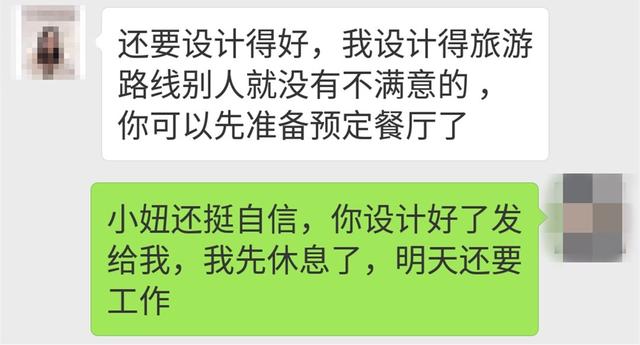 还要设计得好，我设计得旅游
路线别人就没有不满意的，
你可以先准备预定餐厅了
小妞还挺自信，你设计好了发
给我，我先休息了，明天还要
工作